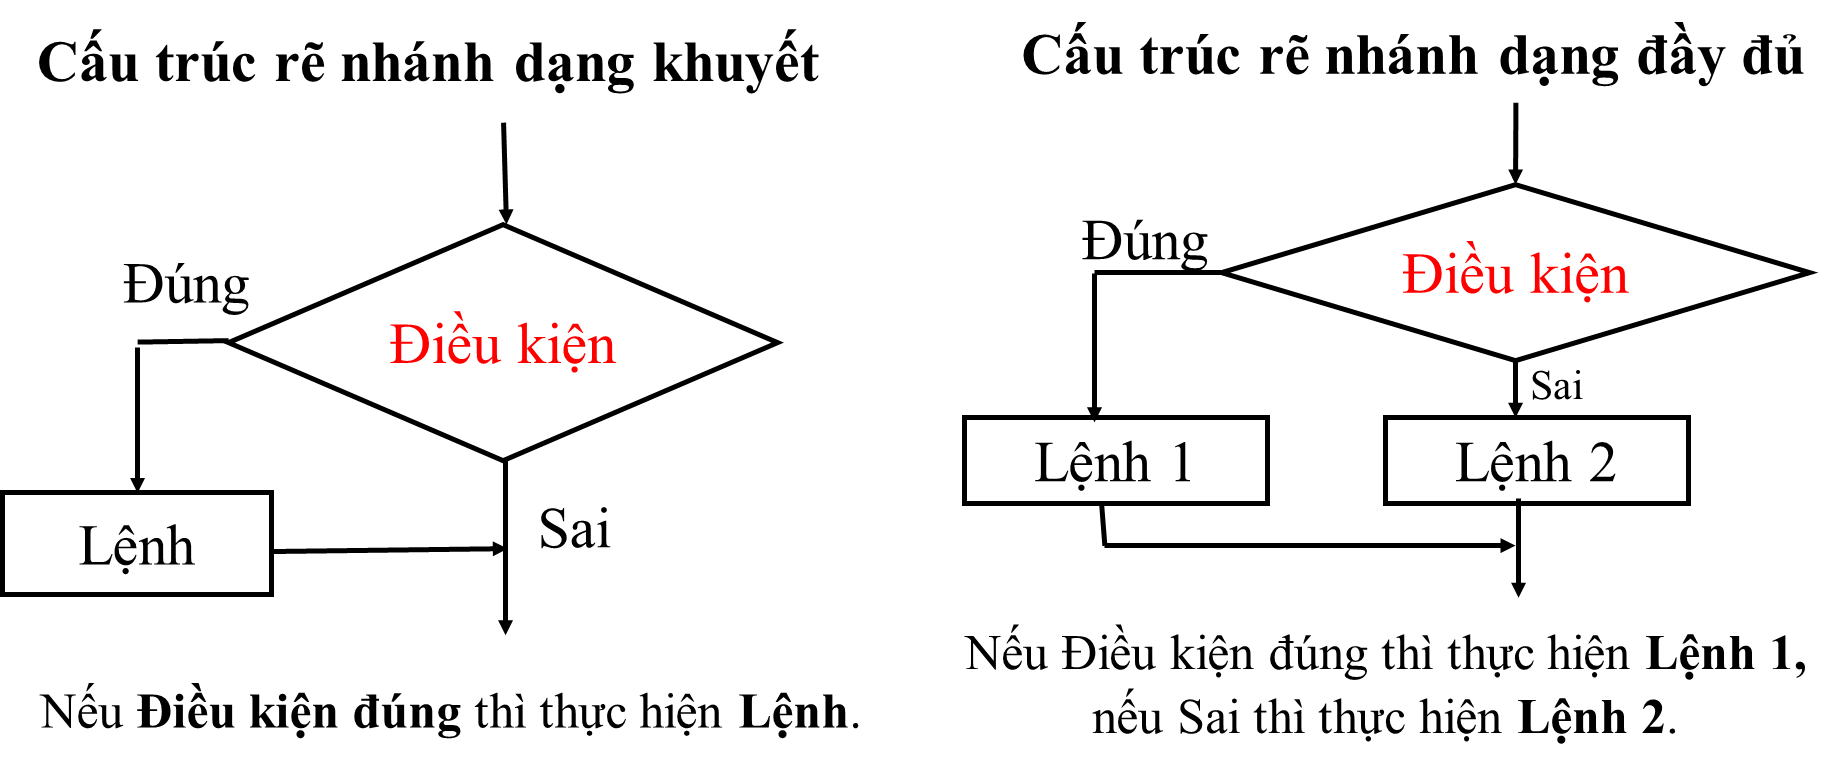 Cấu trúc rẽ nhánh dạng khuyết
Đúng
Điều kiện
Lệnh
Sai
Nếu Điều kiện đúng thì thực hiện Lệnh.
Cấu trúc rẽ nhánh dạng đầy đủ
Đúng
Điều kiện
Sai
Lệnh 1
Lệnh 2
Nếu Điều kiện đúng thì thực hiện Lệnh 1,
nếu Sai thì thực hiện Lệnh 2.